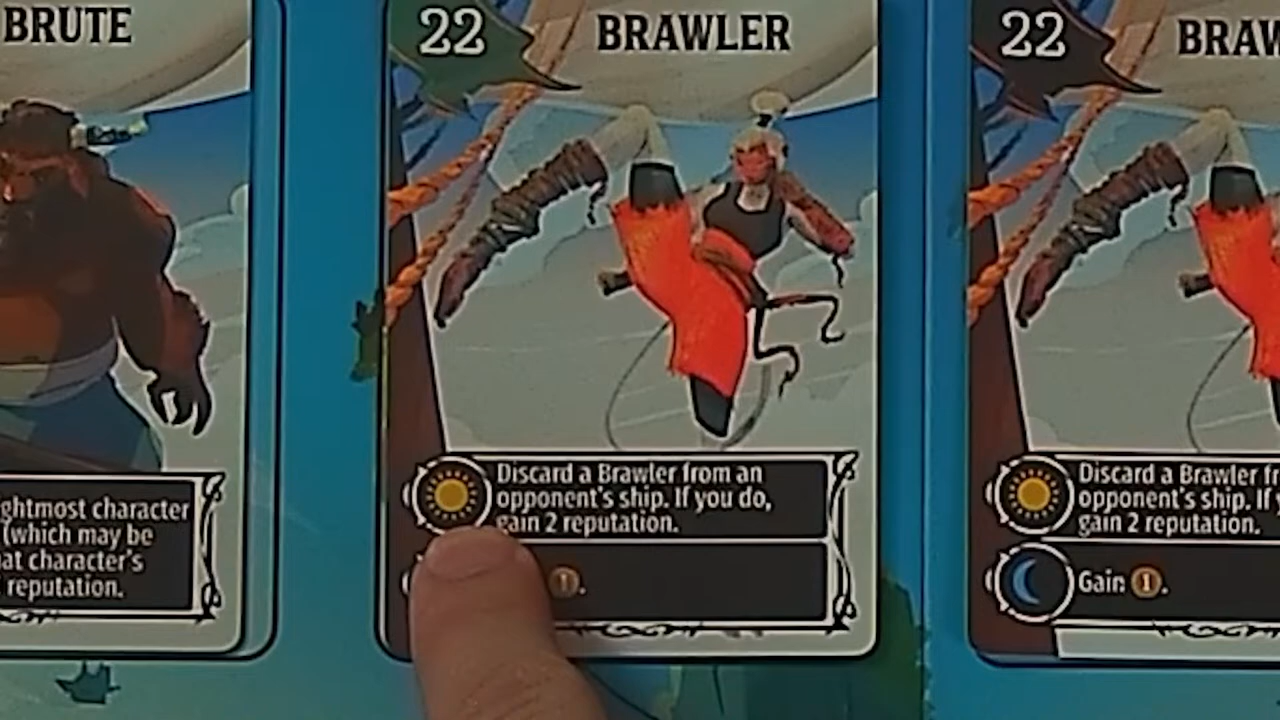 BRUTE
ghtmost character
(which may be
at character's
reputation.
22 BRAWLER
Discard a Brawler from an
opponent's ship. If you do,
gain 2 reputation.
1.
22 BRAW
Discard a Brawler fr
opponent's ship. If y
gain 2 reputation.
Gain 1.